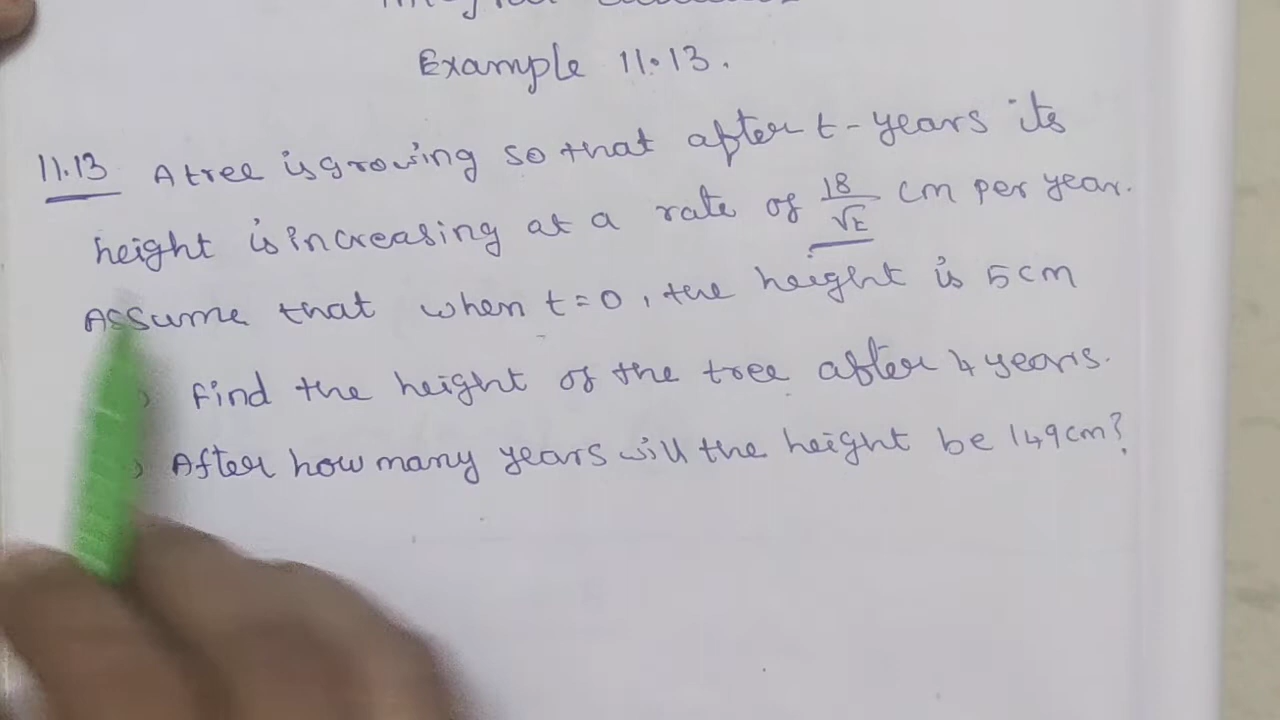 Example 11.13.
11.13 A tree is growing so that after t-years its
height is increasing at a rate of 18/√t cm per year.
Assume that when t=0, the height is 5cm
) Find the height of the tree after 4 years.
) After how many years will the height be 149cm?